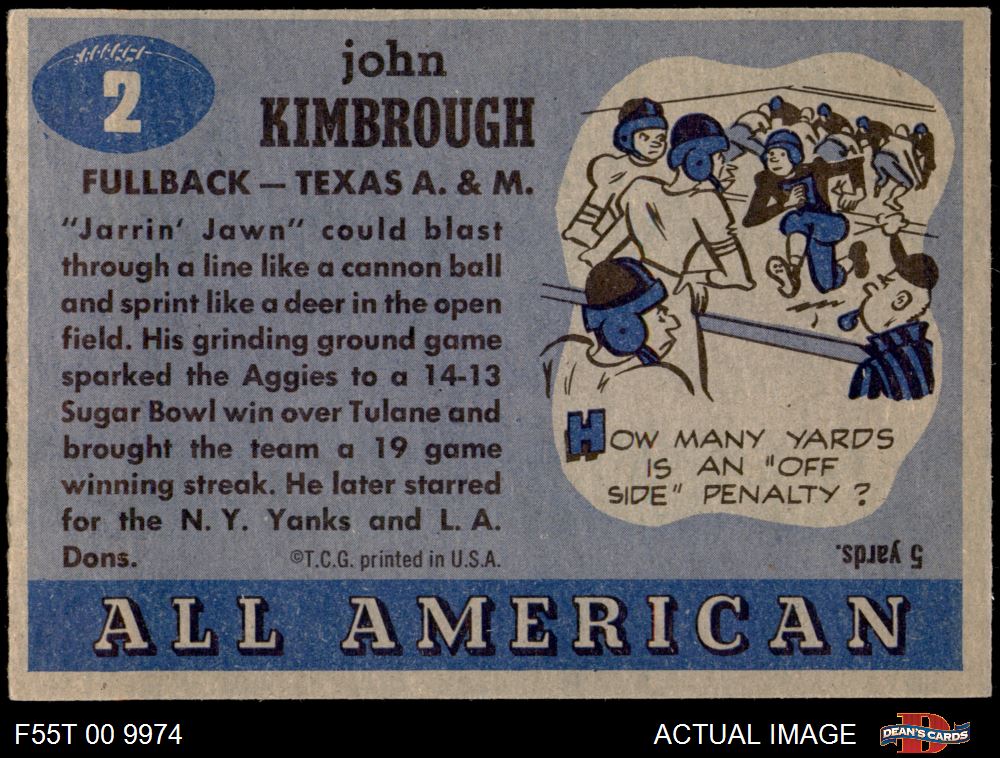 2
john
KIMBROUGH
FULLBACK — TEXAS A. & M.
"Jarrin' Jawn" could blast
through a line like a cannon ball
and sprint like a deer in the open
field. His grinding ground game
sparked the Aggies to a 14-13
Sugar Bowl win over Tulane and
brought the team a 19 game
winning streak. He later starred
for the N. Y. Yanks and L. A.
Dons.
©T.C.G. printed in U.S.A.
HOW MANY YARDS
IS AN "OFF
SIDE" PENALTY ?
5 yards.
ALL AMERICAN
F55T 00 9974
ACTUAL IMAGE
DEAN'S CARDS